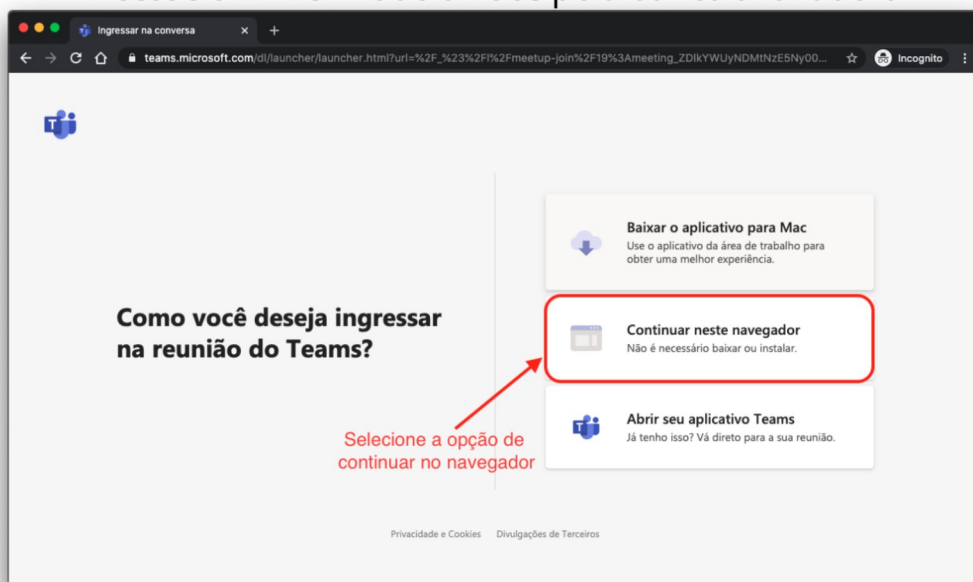 Ingressar na conversa
teams.microsoft.com/dl/launcher/launcher.html?url=%2F_%23%2Fl%2Fmeetup-join%2F19%3Ameeting_ZDlkYWUyNDMtNzE5Ny00...
Incognito
Baixar o aplicativo para Mac
Use o aplicativo da área de trabalho para
obter uma melhor experiência.
Como você deseja ingressar
na reunião do Teams?
Continuar neste navegador
Não é necessário baixar ou instalar.
Abrir seu aplicativo Teams
Já tenho isso? Vá direto para a sua reunião.
Selecione a opção de
continuar no navegador
Privacidade e Cookies Divulgações de Terceiros